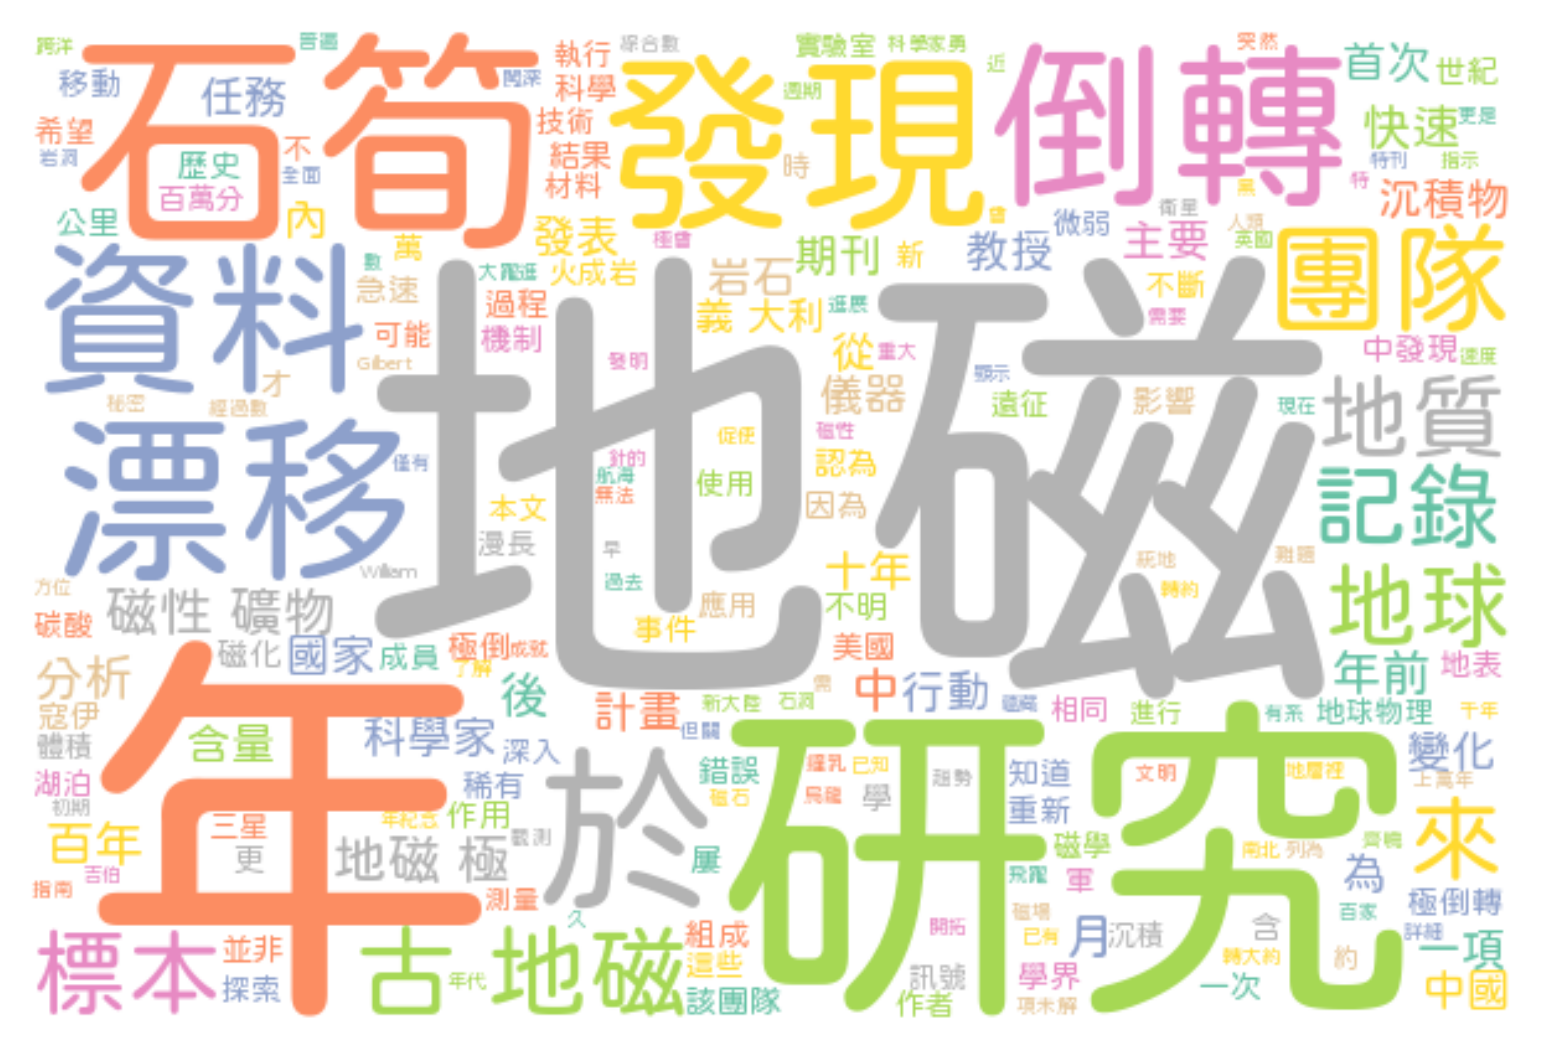 跨洋
普遍
綜合數
實驗室
科學家勇
突然
石筍
發現
倒轉
執行
近
首次
世紀
移動
任務
科學
週期
快速
更是
希望
技術
岩洞
不
結果
時
特刊
指示
歷史
全面
材料
黑
特
沉積物
百萬分
公里
內
發表
極曾
期刊
曾
微弱
衛星
人類
英國
萬
新
教授
主要
團隊
資料
數
急速
火成岩
岩石
不斷
過程
義大利
進展
需要
可能
機制
從
重大
中發現
速度
Gilbert
發明
地磁
顯示
才
儀器
遠征
影響
現在
地質
秘密
經過數
漂移
促使
磁性
僅有
針的
認為
航海
使用
無法
記錄
本文
因為
漫長
早
十年
統地
難題
William
過去
方位
應用
不明
轉約
地球
碳酸
磁性
礦物
事件
磁化
國家
成員
極倒
成就
美國
分析
了解
年前
地表
年
後
中
行動
寇伊
計畫
新大陸
石洞
相同
進行
有系
地球物理
千年
含量
科學家
但關
研究
體積
深入
變化
湖泊
稀有
錯誤
鐘乳
已知
趨勢
知道
文明
地層裡
上萬年
初期
於
磁石
烏龍
學
重新
百年
三星
年紀念
作用
來
更
地磁
極
觀測
屢
磁學
南北
列為
吉伯
飛躍
軍
為
指南
測量
極倒轉
久
開拓
磁場
百家
標本
並非
古
地磁
組成
已有
月
沉積
含
詳細
一項
這些
轉大約
約
探索
年代
訊號
學界
一次
中國
該團隊
作者
項未解